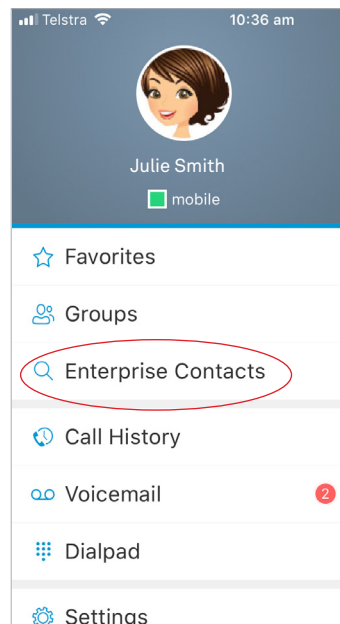 Telstra 10:36 am
Julie Smith
mobile
Favorites
Groups
Enterprise Contacts
Call History
Voicemail 2
Dialpad
Settings